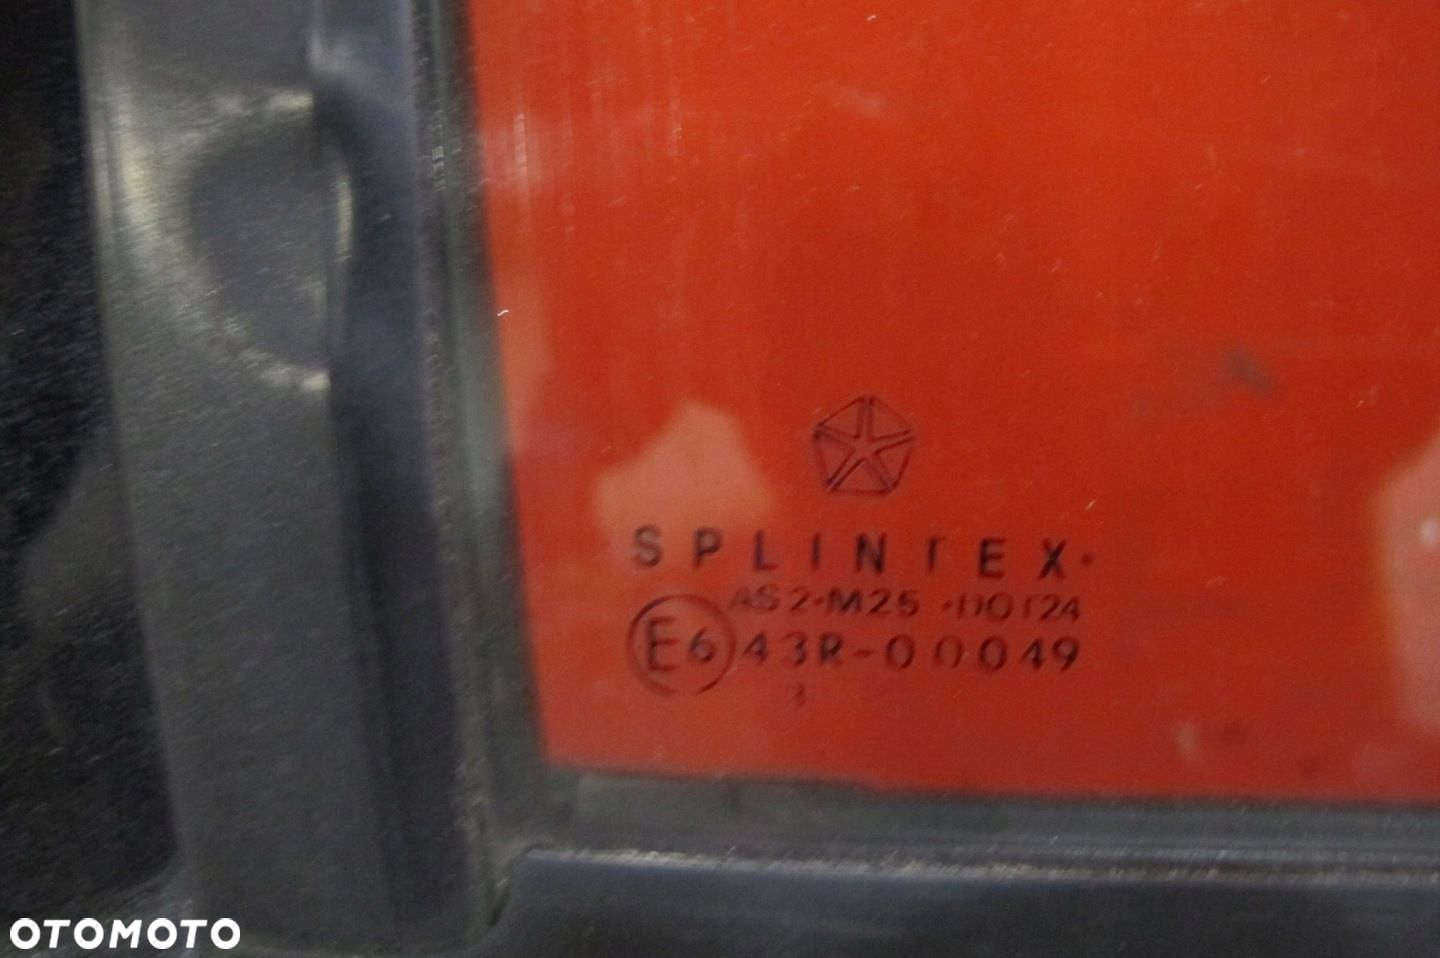 SPLINTEX.
AS2·M25 ·DOT24
E6 43R-00049
OTOMOTO